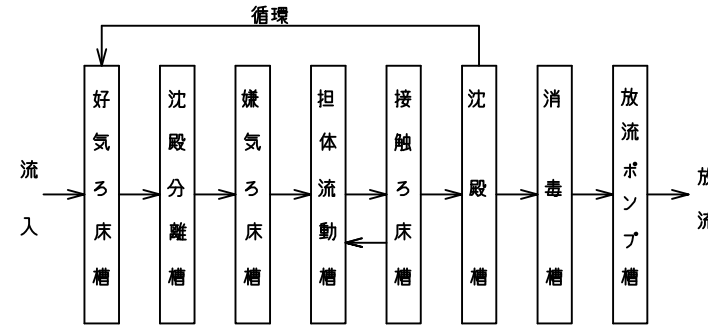 循環
流入
好気ろ床槽
沈殿分離槽
嫌気ろ床槽
担体流動槽
接触ろ床槽
沈殿槽
消毒槽
放流ポンプ槽
放流